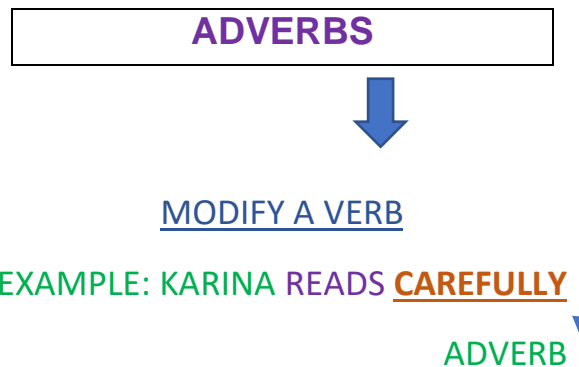 ADVERBS
MODIFY A VERB
EXAMPLE: KARINA READS CAREFULLY
ADVERB